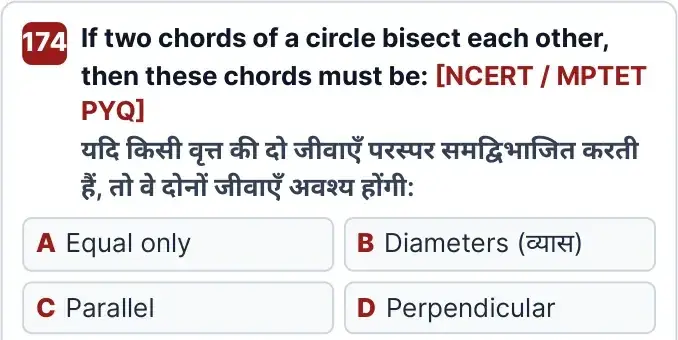 174 If two chords of a circle bisect each other,
then these chords must be: [NCERT / MPTET
PYQ]
यदि किसी वृत्त की दो जीवाएँ परस्पर समद्विभाजित करती
हैं, तो वे दोनों जीवाएँ अवश्य होंगी:
A Equal only
B Diameters (व्यास)
C Parallel
D Perpendicular